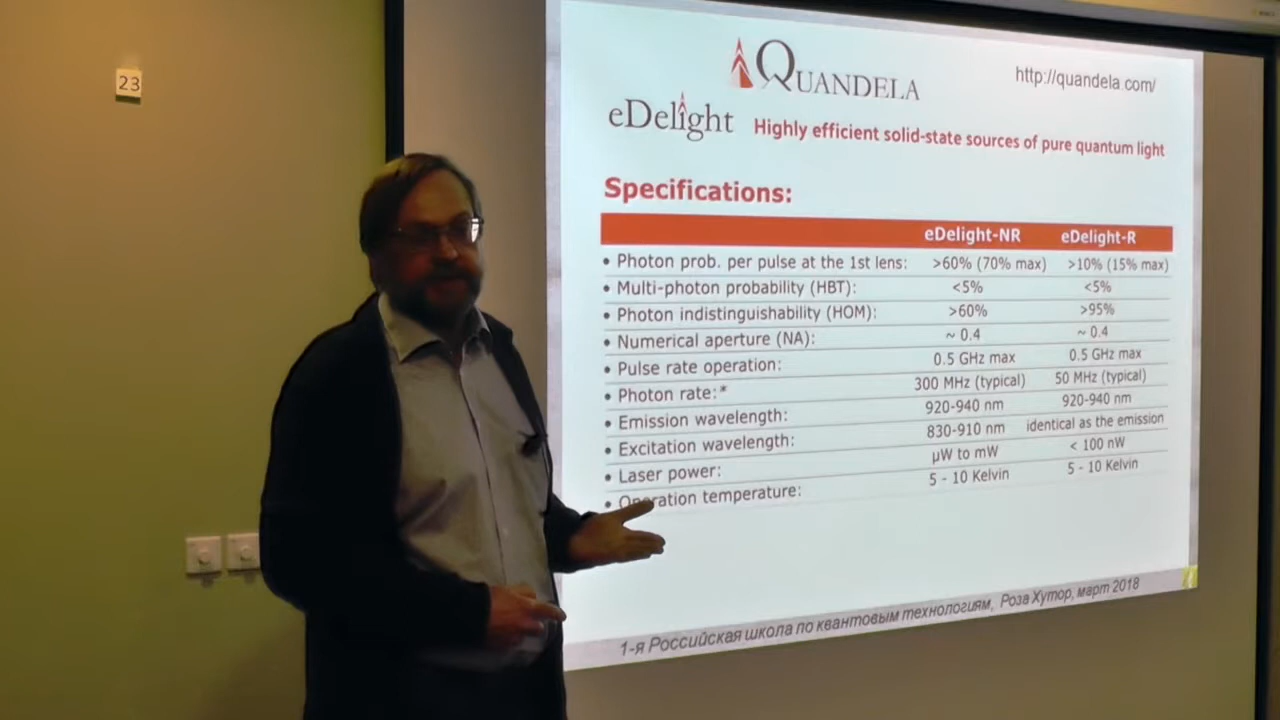 23
QUANDELA
http://quandela.com/
eDelight Highly efficient solid-state sources of pure quantum light
Specifications:
eDelight-NR eDelight-R
• Photon prob. per pulse at the 1st lens: >60% (70% max) >10% (15% max)
• Multi-photon probability (HBT): <5% <5%
• Photon indistinguishability (HOM): >60% >95%
• Numerical aperture (NA): ~ 0.4 ~ 0.4
• Pulse rate operation: 0.5 GHz max 0.5 GHz max
• Photon rate:* 300 MHz (typical) 50 MHz (typical)
• Emission wavelength: 920-940 nm 920-940 nm
• Excitation wavelength: 830-910 nm identical as the emission
• Laser power: µW to mW < 100 nW
• Operation temperature: 5 - 10 Kelvin 5 - 10 Kelvin
1-я Российская школа по квантовым технологиям, Роза Хутор, март 2018